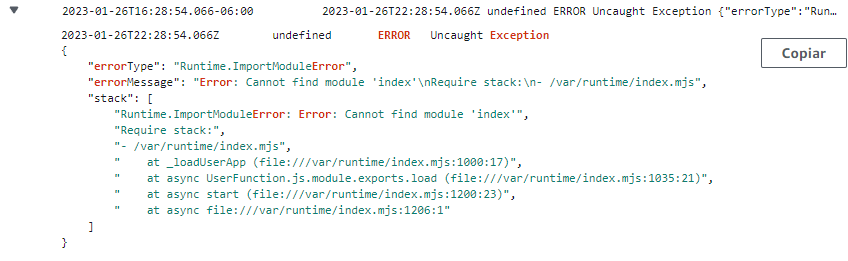 2023-01-26T16:28:54.066-06:00 2023-01-26T22:28:54.066Z undefined ERROR Uncaught Exception {"errorType":"Run…
2023-01-26T22:28:54.066Z undefined ERROR Uncaught Exception
Copiar
{
"errorType": "Runtime.ImportModuleError",
"errorMessage": "Error: Cannot find module 'index'\nRequire stack:\n- /var/runtime/index.mjs",
"stack": [
"Runtime.ImportModuleError: Error: Cannot find module 'index'",
"Require stack:",
"- /var/runtime/index.mjs",
"    at _loadUserApp (file:///var/runtime/index.mjs:1000:17)",
"    at async UserFunction.js.module.exports.load (file:///var/runtime/index.mjs:1035:21)",
"    at async start (file:///var/runtime/index.mjs:1200:23)",
"    at async file:///var/runtime/index.mjs:1206:1"
]
}